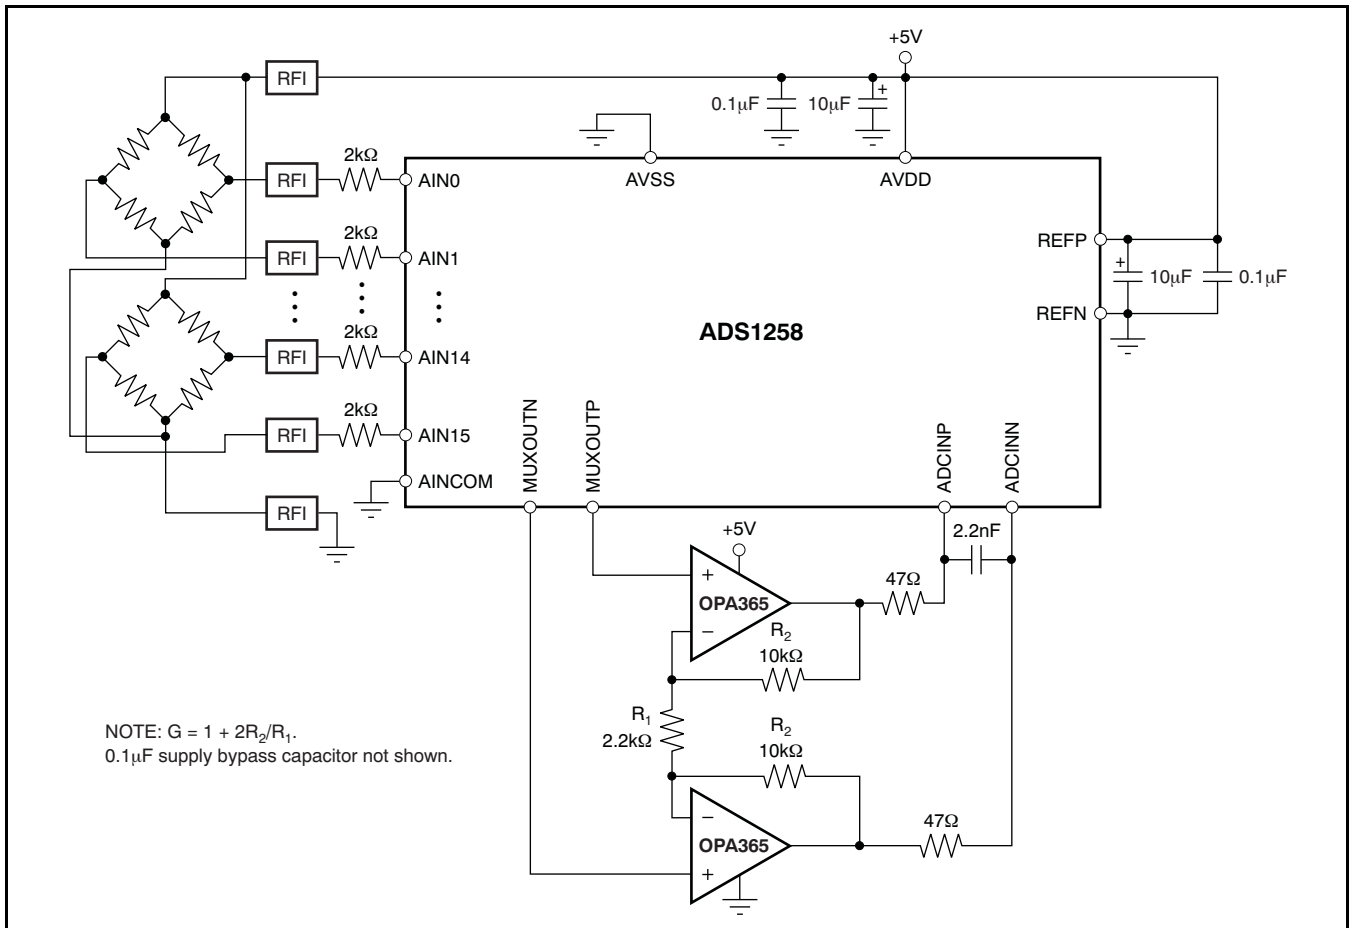 +5V
RFI
0.1μF
10μF
+
2kΩ
RFI
AIN0
AVSS
AVDD
2kΩ
RFI
AIN1
REFP
+
10μF
0.1μF
REFN
2kΩ
RFI
AIN14
ADS1258
2kΩ
RFI
AIN15
AINCOM
MUXOUTN
MUXOUTP
ADCINP
ADCINN
RFI
+5V
2.2nF
+
OPA365
−
47Ω
R2
10kΩ
R1
2.2kΩ
R2
10kΩ
NOTE: G = 1 + 2R2/R1.
0.1μF supply bypass capacitor not shown.
−
OPA365
+
47Ω